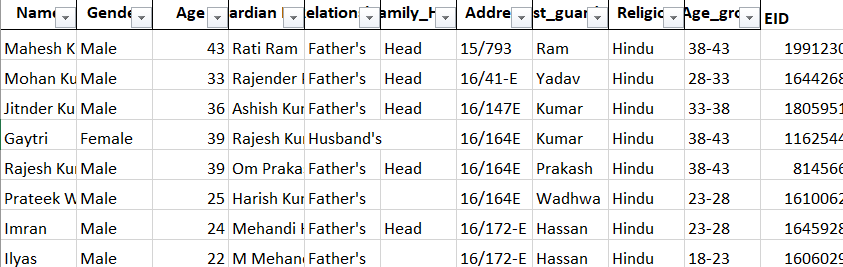 Name Gende Age ardian elationsl amily_H Addre st_guard Religio Age_gro EID
Mahesh K Male 43 Rati Ram Father's Head 15/793 Ram Hindu 38-43 1991230
Mohan Ku Male 33 Rajender Father's Head 16/41-E Yadav Hindu 28-33 1644268
Jitnder Ku Male 36 Ashish Kur Father's Head 16/147E Kumar Hindu 33-38 1805951
Gaytri Female 39 Rajesh Kur Husband's 16/164E Kumar Hindu 38-43 1162544
Rajesh Kur Male 39 Om Praka Father's Head 16/164E Prakash Hindu 38-43 814566
Prateek W Male 25 Harish Kur Father's 16/164E Wadhwa Hindu 23-28 1610062
Imran Male 24 Mehandi Father's Head 16/172-E Hassan Hindu 23-28 1645928
Ilyas Male 22 M Mehan Father's 16/172-E Hassan Hindu 18-23 1606029